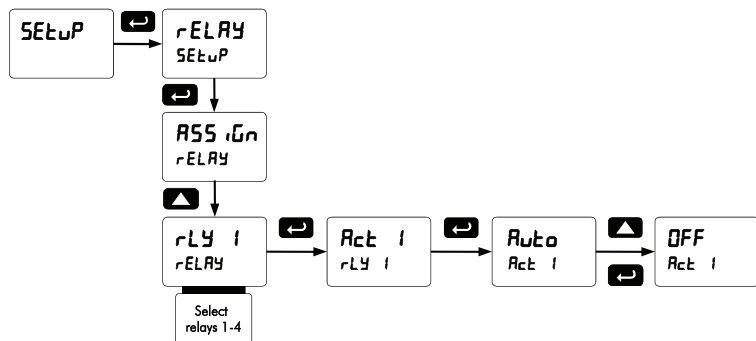 SEtuP
rELAY
SEtuP
ASSiGn
rELAY
rLY 1
rELAY
Act 1
rLY 1
Auto
Act 1
OFF
Act 1
Select
relays 1-4